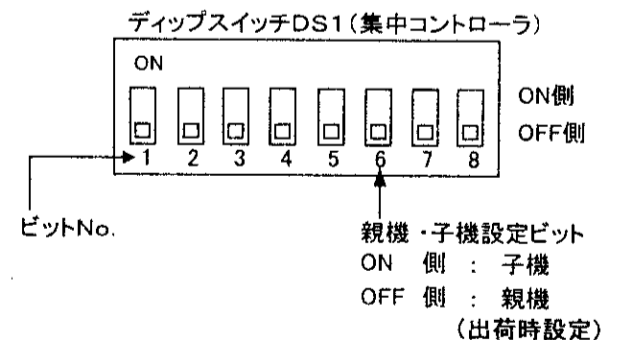 ディップスイッチDS1(集中コントローラ)
ON
ON側
OFF側
1 2 3 4 5 6 7 8
ビットNo.
親機・子機設定ビット
ON 側 : 子機
OFF 側 : 親機
(出荷時設定)